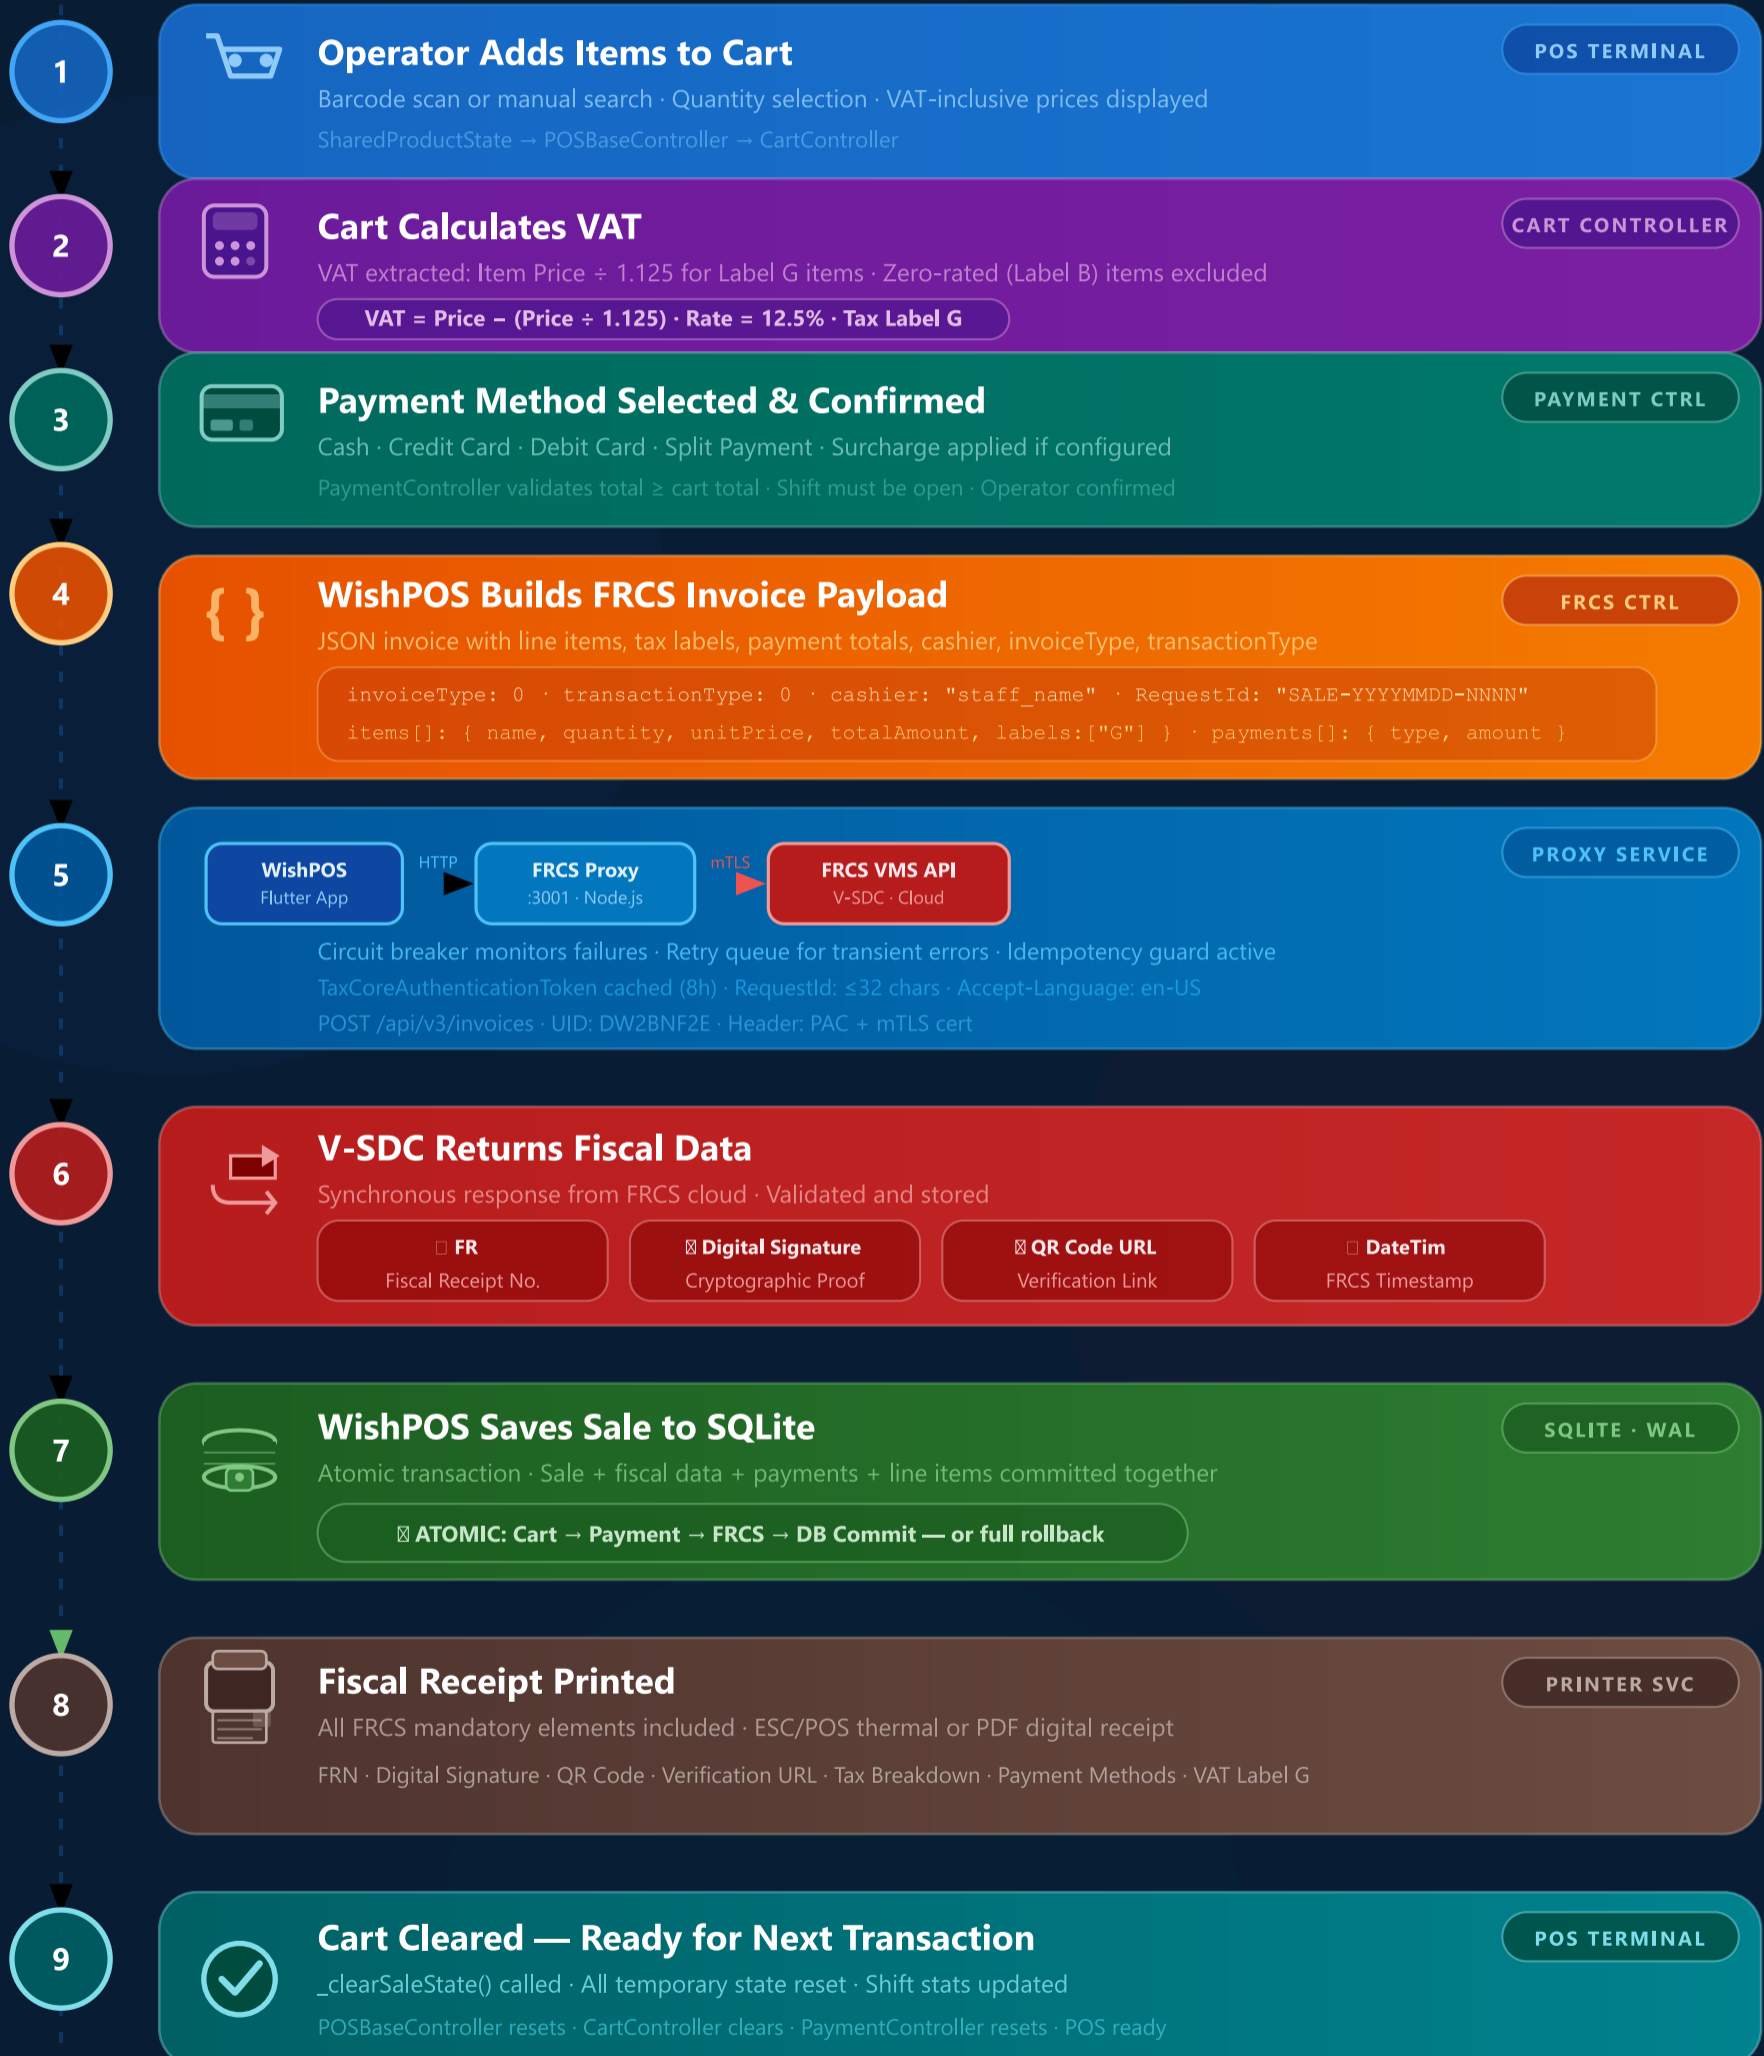 1
Operator Adds Items to Cart
POS TERMINAL
Barcode scan or manual search · Quantity selection · VAT-inclusive prices displayed
SharedProductState → POSBaseController → CartController
2
Cart Calculates VAT
CART CONTROLLER
VAT extracted: Item Price ÷ 1.125 for Label G items · Zero-rated (Label B) items excluded
VAT = Price − (Price ÷ 1.125) · Rate = 12.5% · Tax Label G
3
Payment Method Selected & Confirmed
PAYMENT CTRL
Cash · Credit Card · Debit Card · Split Payment · Surcharge applied if configured
PaymentController validates total ≥ cart total · Shift must be open · Operator confirmed
4
{ }
WishPOS Builds FRCS Invoice Payload
FRCS CTRL
JSON invoice with line items, tax labels, payment totals, cashier, invoiceType, transactionType
invoiceType: 0 · transactionType: 0 · cashier: "staff_name" · RequestId: "SALE-YYYYMMDD-NNNN"
items[]: { name, quantity, unitPrice, totalAmount, labels:["G"] } · payments[]: { type, amount }
5
WishPOS
Flutter App
HTTP
FRCS Proxy
:3001 · Node.js
mTLS
FRCS VMS API
V-SDC · Cloud
PROXY SERVICE
Circuit breaker monitors failures · Retry queue for transient errors · Idempotency guard active
TaxCoreAuthenticationToken cached (8h) · RequestId: ≤32 chars · Accept-Language: en-US
POST /api/v3/invoices · UID: DW2BNF2E · Header: PAC + mTLS cert
6
V-SDC Returns Fiscal Data
Synchronous response from FRCS cloud · Validated and stored
FR
Fiscal Receipt No.
Digital Signature
Cryptographic Proof
QR Code URL
Verification Link
DateTim
FRCS Timestamp
7
WishPOS Saves Sale to SQLite
SQLITE · WAL
Atomic transaction · Sale + fiscal data + payments + line items committed together
ATOMIC: Cart → Payment → FRCS → DB Commit — or full rollback
8
Fiscal Receipt Printed
PRINTER SVC
All FRCS mandatory elements included · ESC/POS thermal or PDF digital receipt
FRN · Digital Signature · QR Code · Verification URL · Tax Breakdown · Payment Methods · VAT Label G
9
Cart Cleared — Ready for Next Transaction
POS TERMINAL
_clearSaleState() called · All temporary state reset · Shift stats updated
POSBaseController resets · CartController clears · PaymentController resets · POS ready